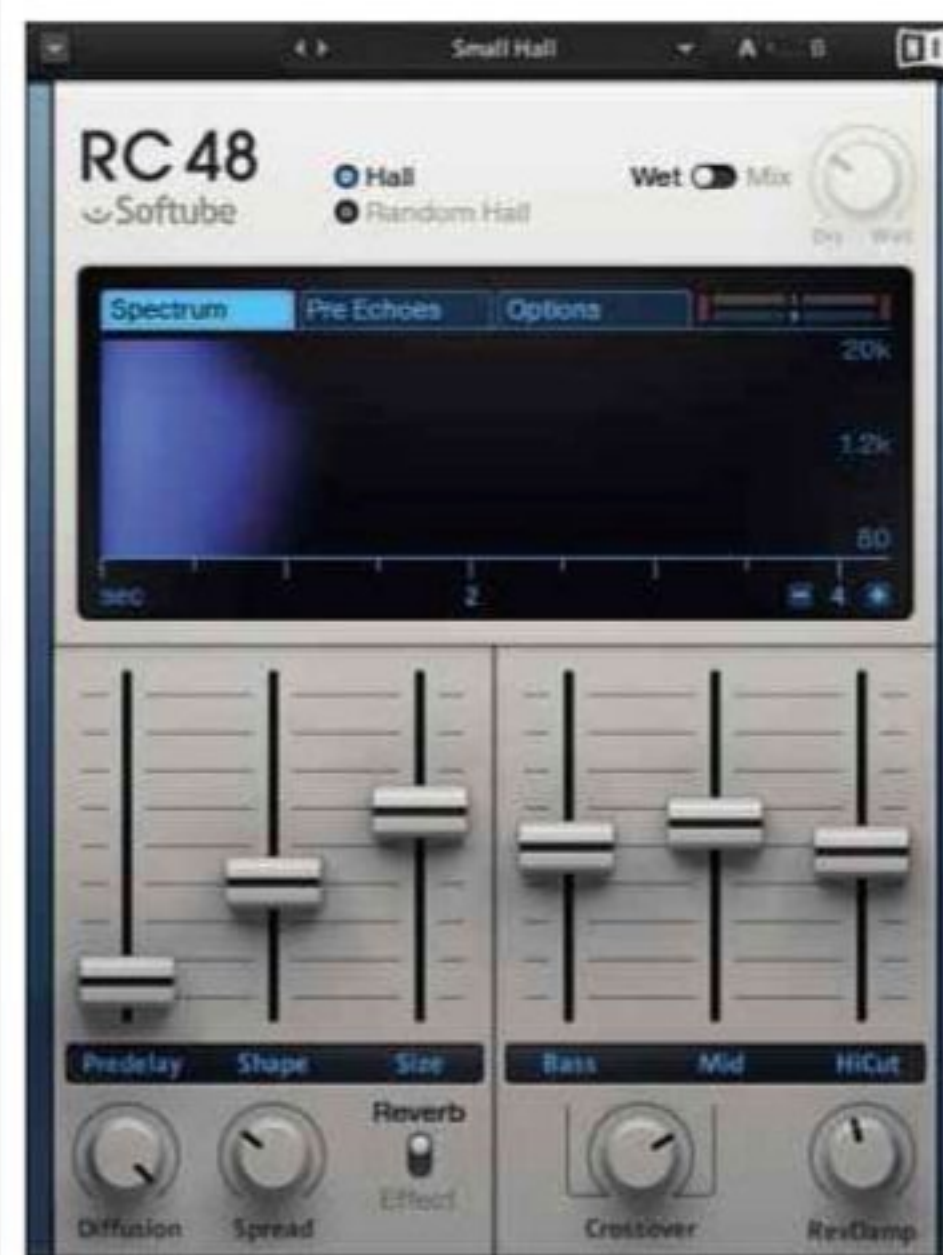 Small Hall A B
RC 48
Softube
Hall
Random Hall
Wet Mix
Dry Wet
Spectrum Pre Echoes Options
20k
1.2k
80
sec 2 4
Predelay Shape Size Bass Mid HiCut
Reverb
Effect
Diffusion Spread Crossover RevDamp